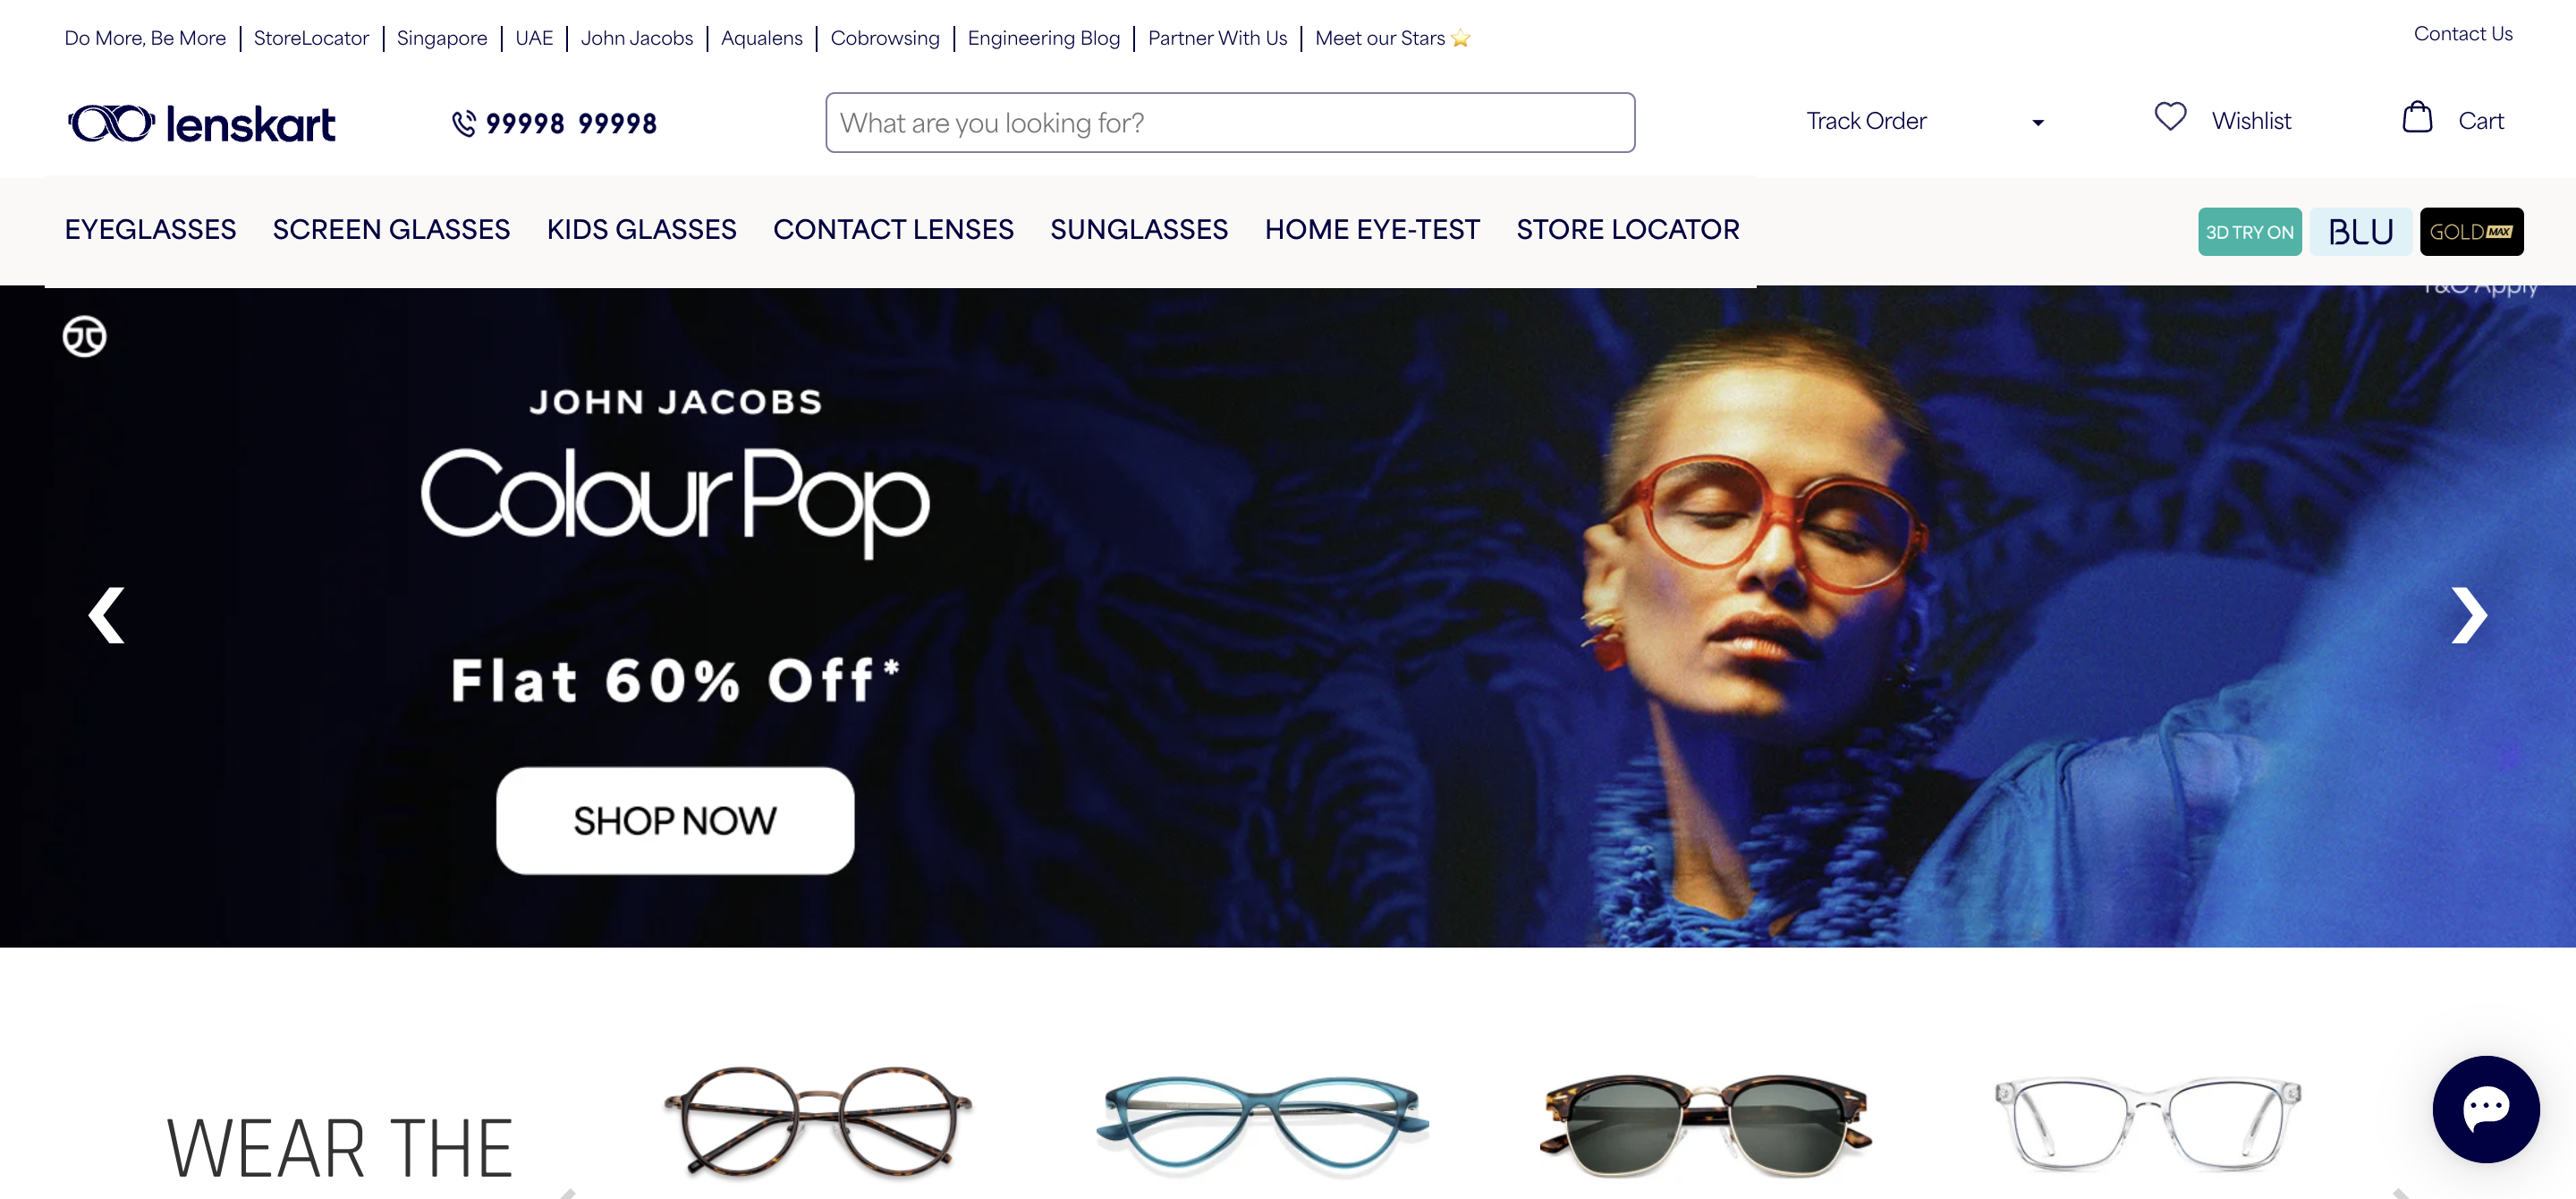 Do More, Be More | StoreLocator | Singapore | UAE | John Jacobs | Aqualens | Cobrowsing | Engineering Blog | Partner With Us | Meet our Stars ⭐ Contact Us
lenskart 99998 99998 What are you looking for? Track Order Wishlist Cart
EYEGLASSES SCREEN GLASSES KIDS GLASSES CONTACT LENSES SUNGLASSES HOME EYE-TEST STORE LOCATOR 3D TRY ON BLU GOLD MAX
T&C Apply
JOHN JACOBS
Colour Pop
Flat 60% Off*
SHOP NOW
WEAR THE